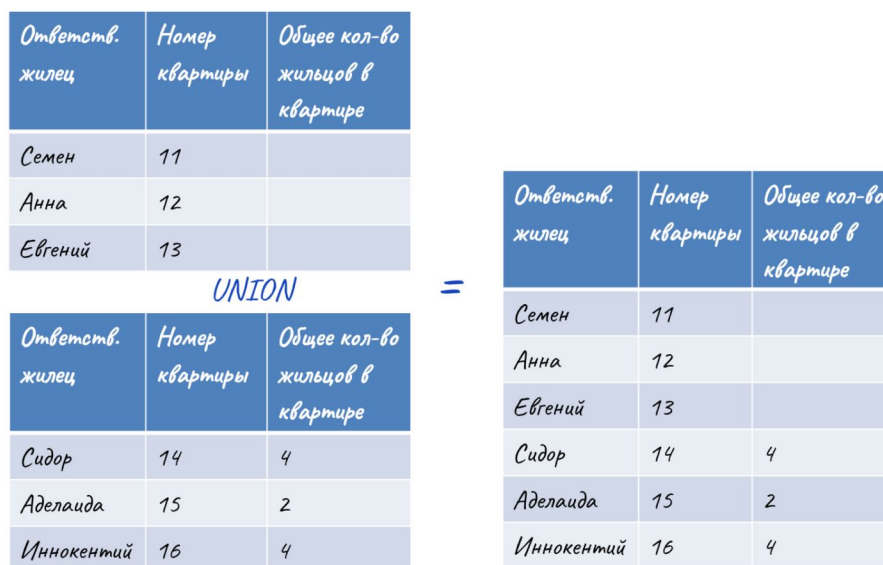 Ответств. жилец Номер квартиры Общее кол-во жильцов в квартире
Семен 11
Анна 12
Евгений 13
UNION
Ответств. жилец Номер квартиры Общее кол-во жильцов в квартире
Сидор 14 4
Аделаида 15 2
Иннокентий 16 4
=
Ответств. жилец Номер квартиры Общее кол-во жильцов в квартире
Семен 11
Анна 12
Евгений 13
Сидор 14 4
Аделаида 15 2
Иннокентий 16 4